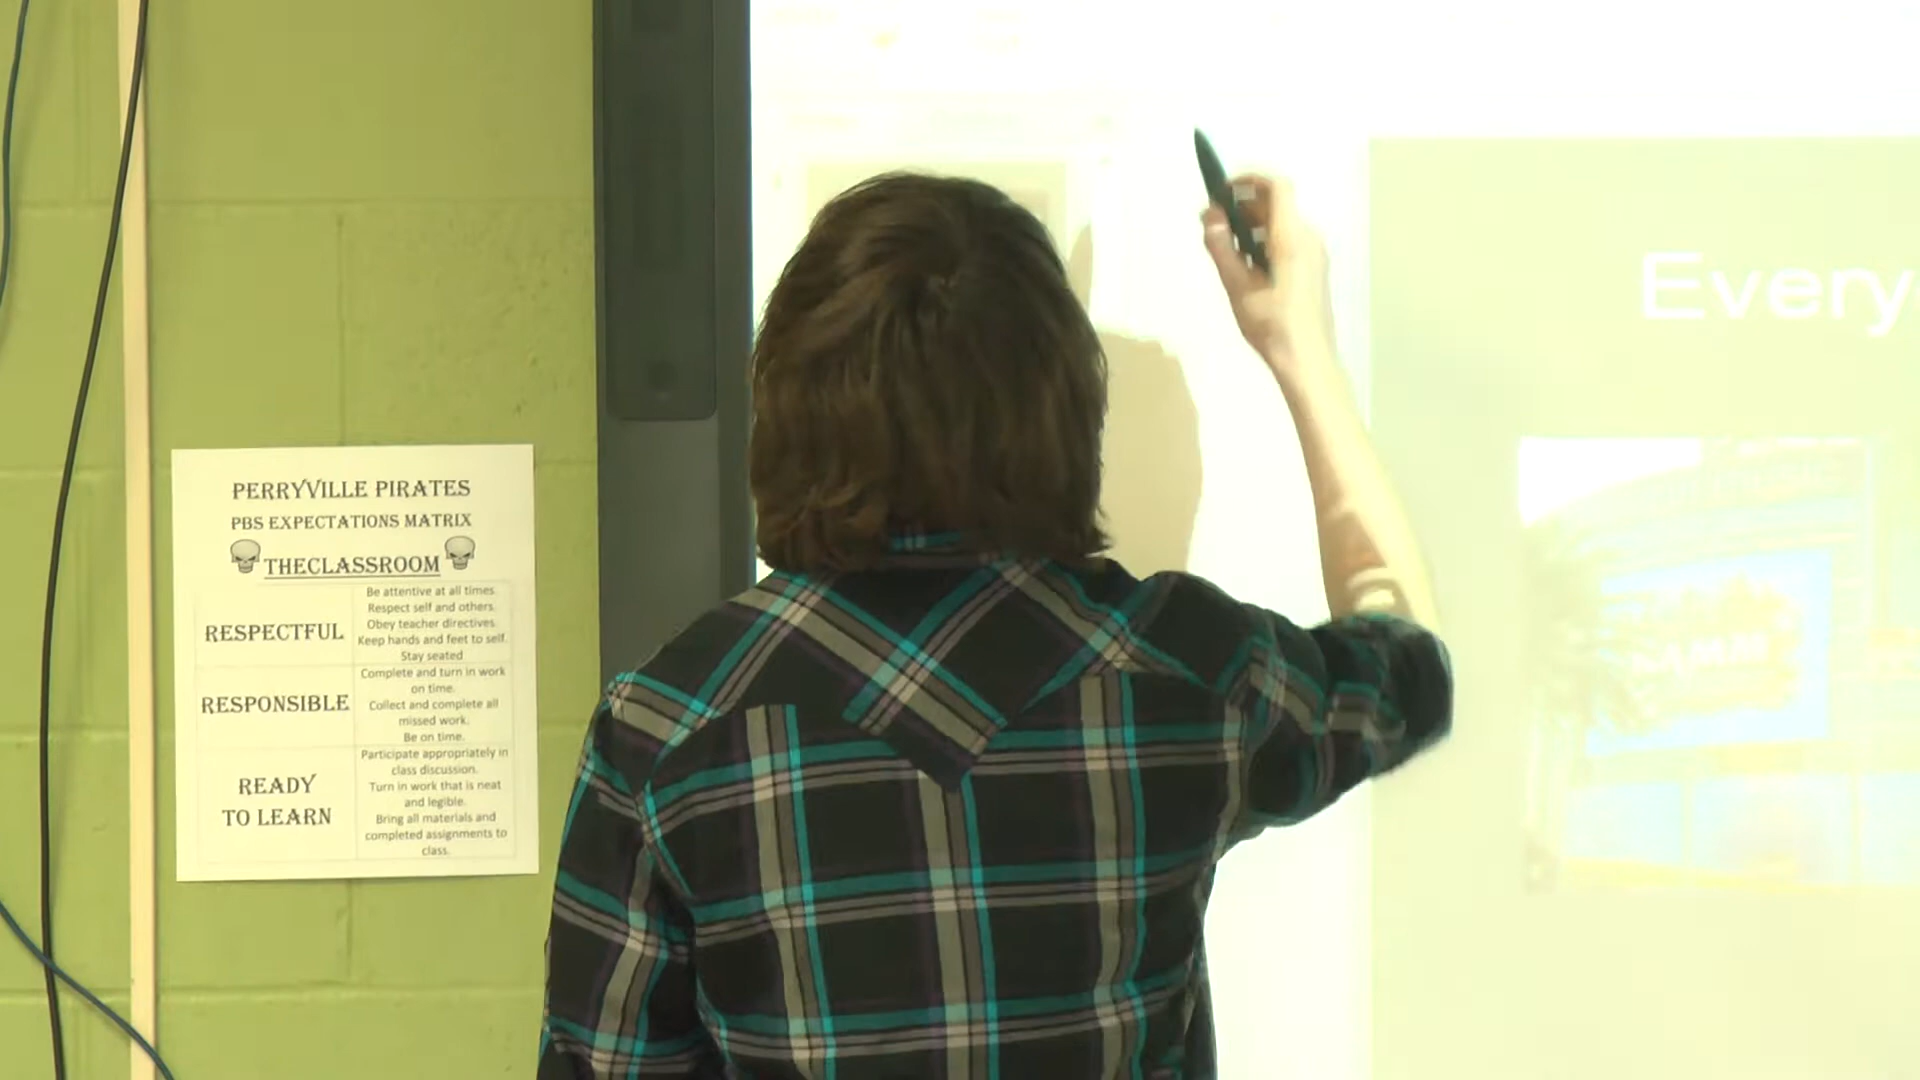 PERRYVILLE PIRATES
PBS EXPECTATIONS MATRIX
THECLASSROOM
RESPECTFUL
Be attentive at all times.
Respect self and others.
Obey teacher directives.
Keep hands and feet to self.
Stay seated
RESPONSIBLE
Complete and turn in work
on time.
Collect and complete all
missed work.
Be on time.
READY
TO LEARN
Participate appropriately in
class discussion.
Turn in work that is neat
and legible.
Bring all materials and
completed assignments to
class.
Every